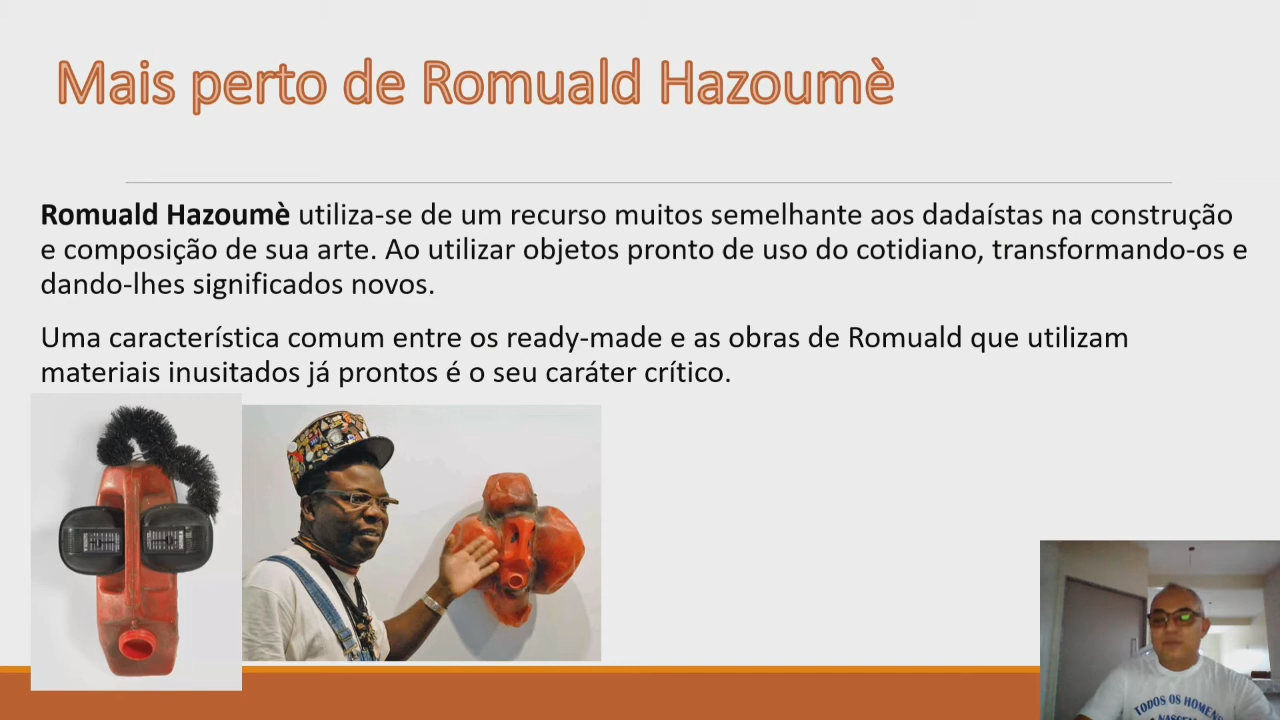 Mais perto de Romuald Hazoumè
Romuald Hazoumè utiliza-se de um recurso muitos semelhante aos dadaístas na construção
e composição de sua arte. Ao utilizar objetos pronto de uso do cotidiano, transformando-os e
dando-lhes significados novos.
Uma característica comum entre os ready-made e as obras de Romuald que utilizam
materiais inusitados já prontos é o seu caráter crítico.
TODOS OS HOMENS